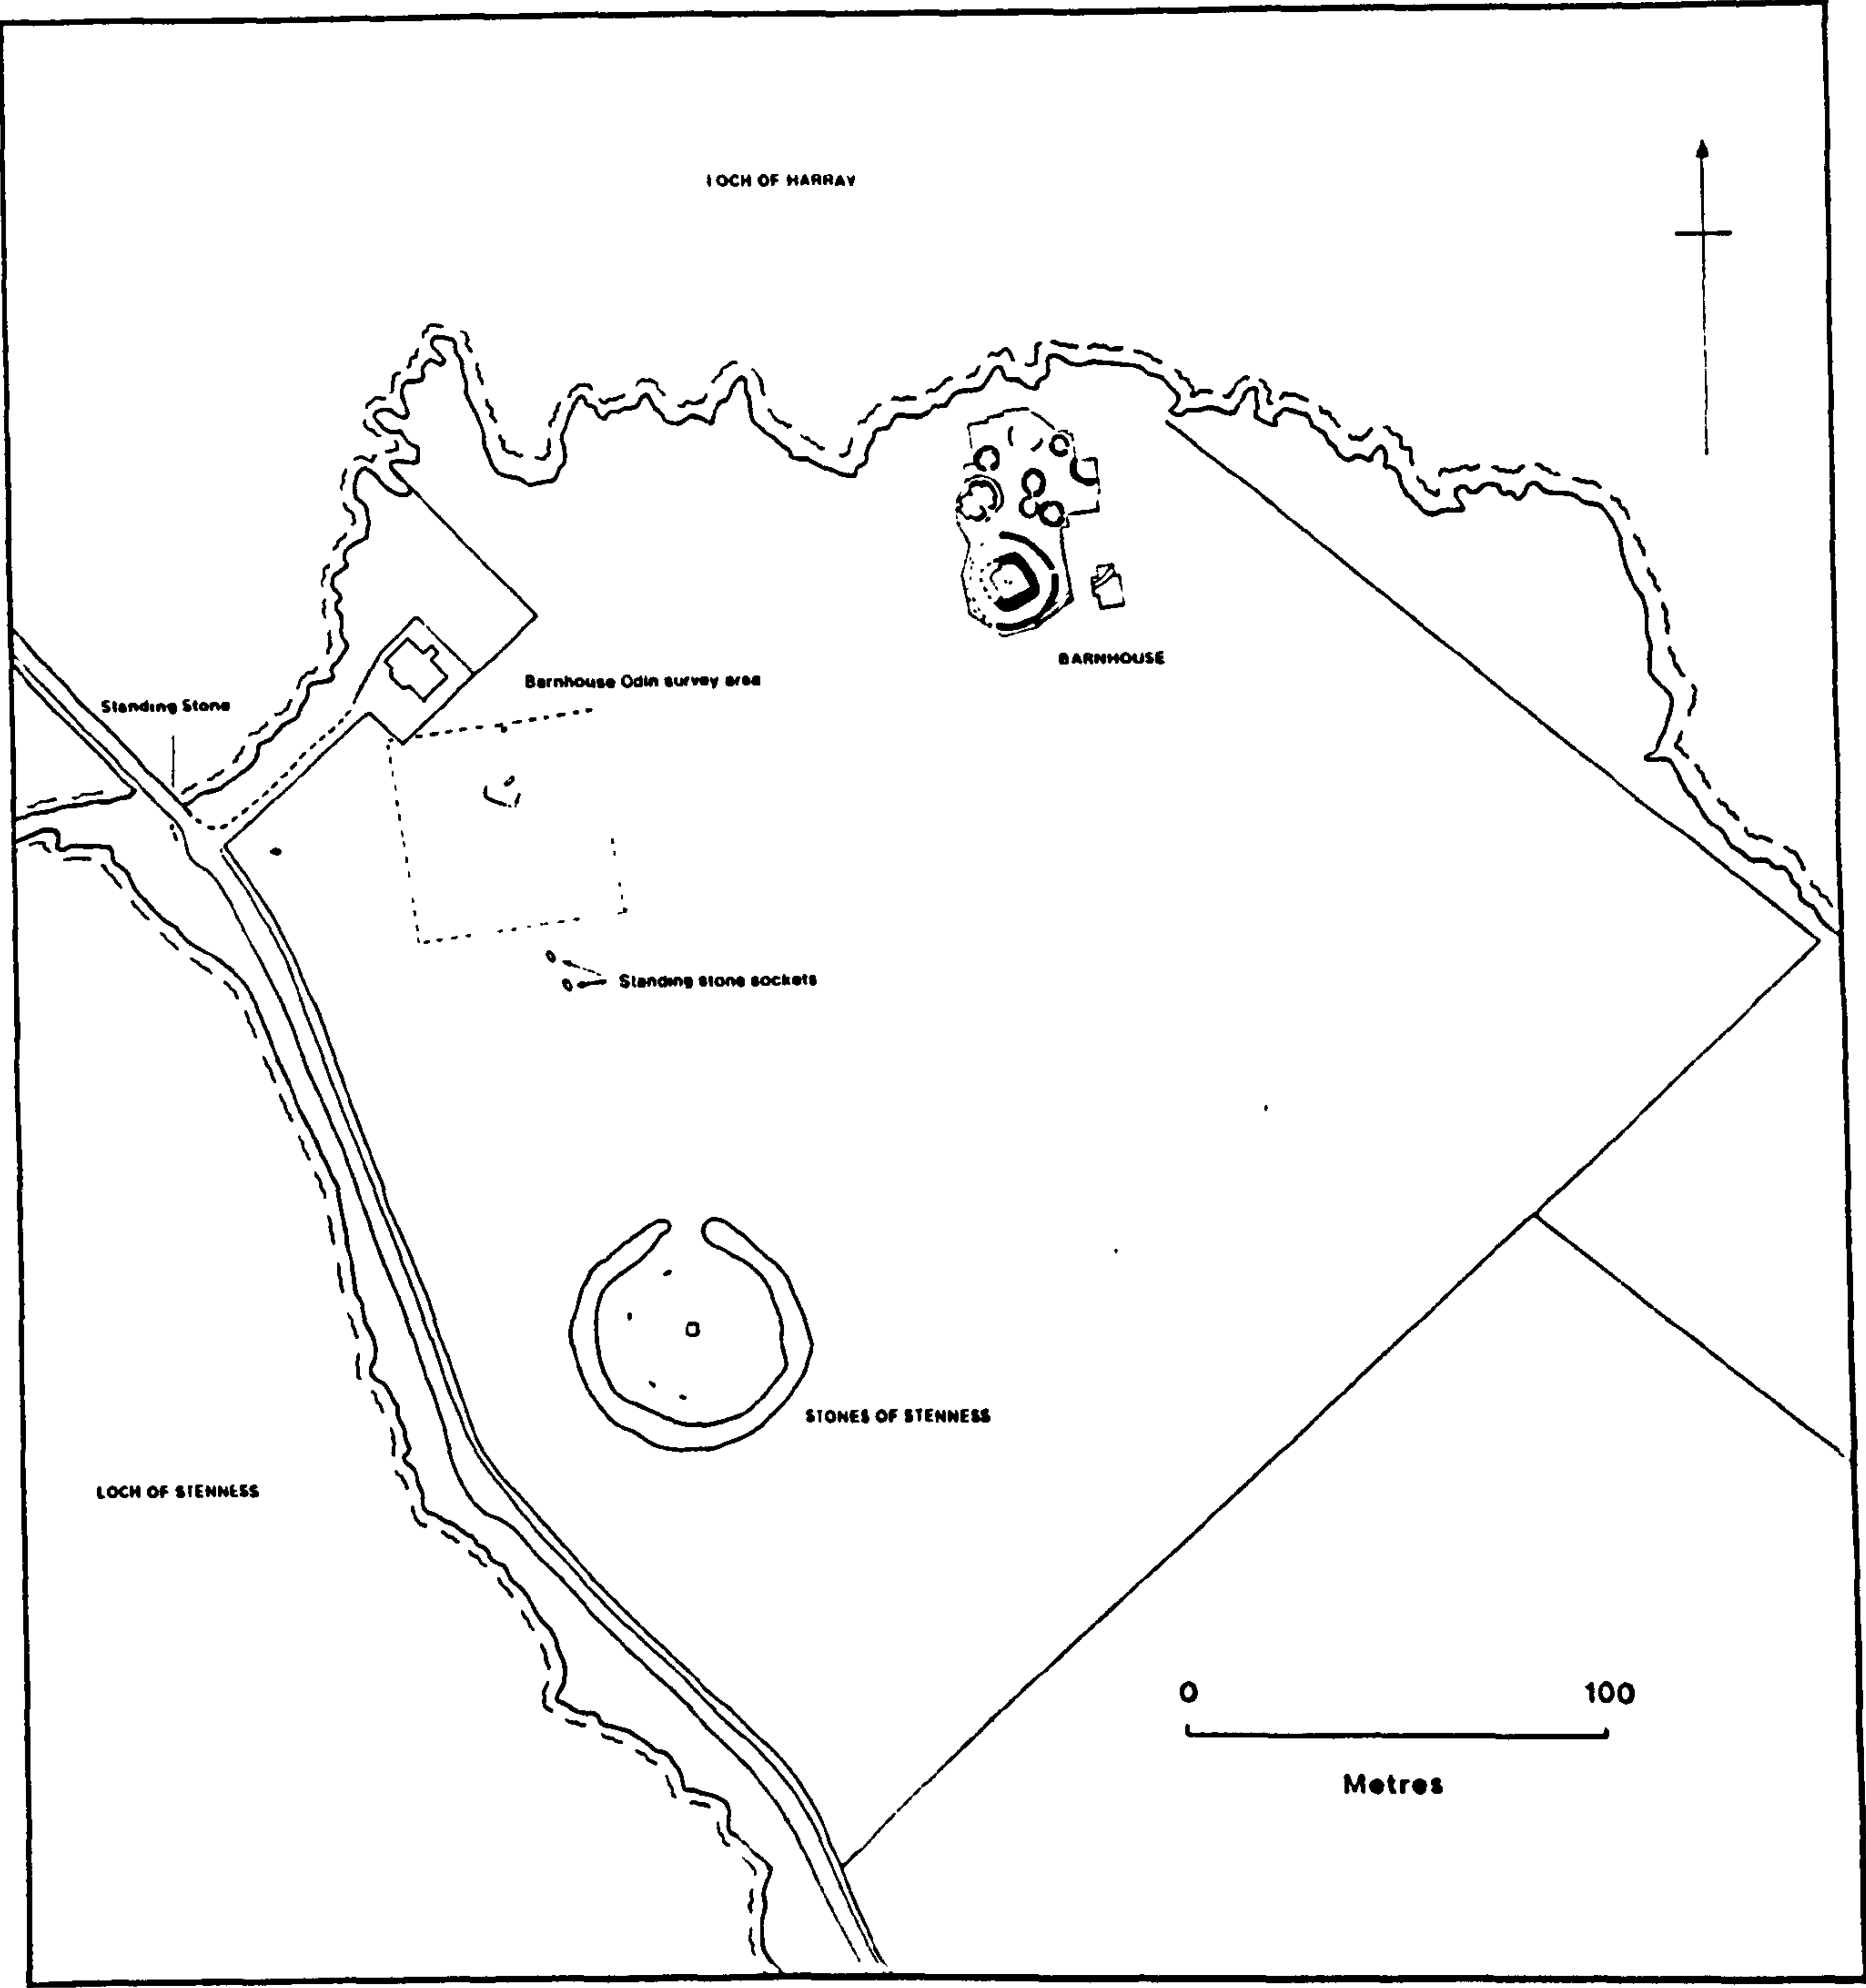 LOCH OF HARRAY
BARNHOUSE
Barnhouse Odin survey area
Standing Stone
Standing stone sockets
STONES OF STENNESS
LOCH OF STENNESS
0 100
Metres